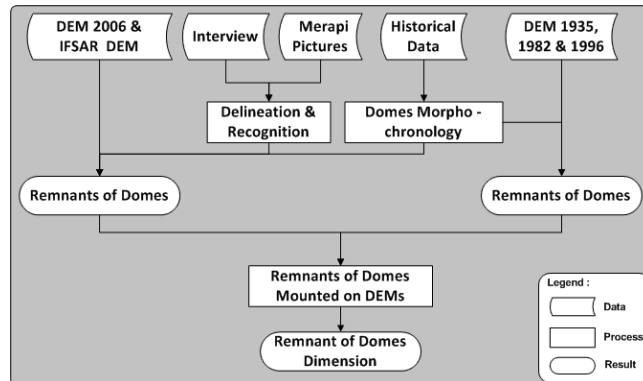 DEM 2006 &
IFSAR DEM
Interview
Merapi
Pictures
Historical
Data
DEM 1935,
1982 & 1996
Delineation &
Recognition
Domes Morpho -
chronology
Remnants of Domes
Remnants of Domes
Remnants of Domes
Mounted on DEMs
Remnant of Domes
Dimension
Legend :
Data
Process
Result